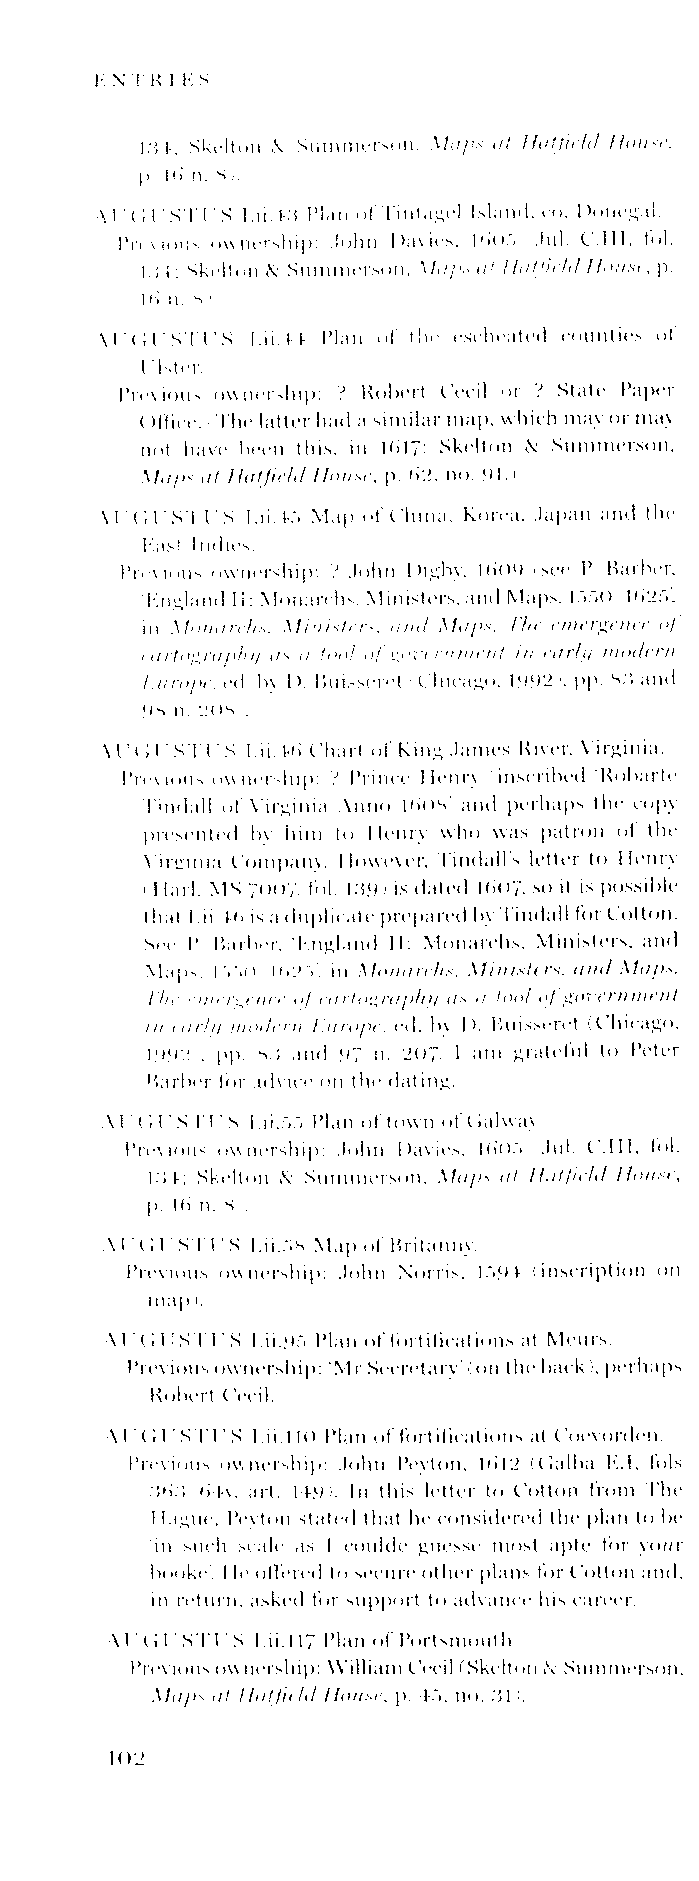 ENTRIES
134; Skelton & Summerson, Maps at Hatfield House,
p. 16 n. 8).
AUGUSTUS I.ii.43 Plan of Tintagel Island, co. Donegal.
Previous ownership: John Davies, 1605 (Jul. C.III, fol.
134; Skelton & Summerson, Maps at Hatfield House, p.
16 n. 8)
AUGUSTUS I.ii.44 Plan of the escheated counties of
Ulster.
Previous ownership: ? Robert Cecil or ? State Paper
Office. (The latter had a similar map, which may or may
not have been this, in 1617: Skelton & Summerson,
Maps at Hatfield House, p. 62, no. 91.)
AUGUSTUS I.ii.45 Map of China, Korea, Japan and the
East Indies.
Previous ownership: ? John Digby, 1609 (see P. Barber,
'England II: Monarchs, Ministers, and Maps, 1550–1625',
in Monarchs, Ministers, and Maps. The emergence of
cartography as a tool of government in early modern
Europe, ed. by D. Buisseret (Chicago, 1992), pp. 83 and
98 n. 208).
AUGUSTUS I.ii.46 Chart of King James River, Virginia.
Previous ownership: ? Prince Henry (inscribed 'Robarte
Tindall of Virginia Anno 1608' and perhaps the copy
presented by him to Henry who was patron of the
Virginia Company. However, Tindall's letter to Henry
(Harl. MS 7007, fol. 139) is dated 1607, so it is possible
that I.ii.46 is a duplicate prepared by Tindall for Cotton.
See P. Barber, 'England II: Monarchs, Ministers, and
Maps, 1550–1625', in Monarchs, Ministers, and Maps.
The emergence of cartography as a tool of government
in early modern Europe, ed. by D. Buisseret (Chicago,
1992), pp. 83 and 97 n. 207. I am grateful to Peter
Barber for advice on the dating.
AUGUSTUS I.ii.55 Plan of town of Galway
Previous ownership: John Davies, 1605 (Jul. C.III, fol.
134; Skelton & Summerson, Maps at Hatfield House,
p. 16 n. 8).
AUGUSTUS I.ii.58 Map of Britanny.
Previous ownership: John Norris, 1594 (inscription on
map).
AUGUSTUS I.ii.95 Plan of fortifications at Meurs.
Previous ownership: 'Mr Secretary' (on the back), perhaps
Robert Cecil.
AUGUSTUS I.ii.110 Plan of fortifications at Coevorden.
Previous ownership: John Peyton, 1612 (Galba E.I, fols
363–64v, art. 149). In this letter to Cotton from The
Hague, Peyton stated that he considered the plan to be
'in such scale as I coulde guesse most apte for your
booke'. He offered to secure other plans for Cotton and,
in return, asked for support to advance his career.
AUGUSTUS I.ii.117 Plan of Portsmouth
Previous ownership: William Cecil (Skelton & Summerson,
Maps at Hatfield House, p. 45, no. 31).
102